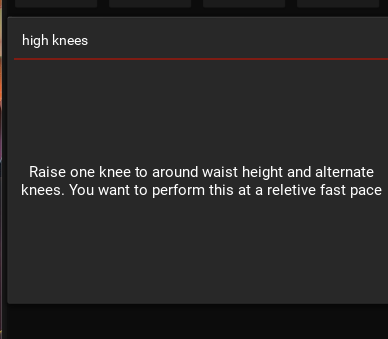 high knees
Raise one knee to around waist height and alternate
knees. You want to perform this at a reletive fast pace